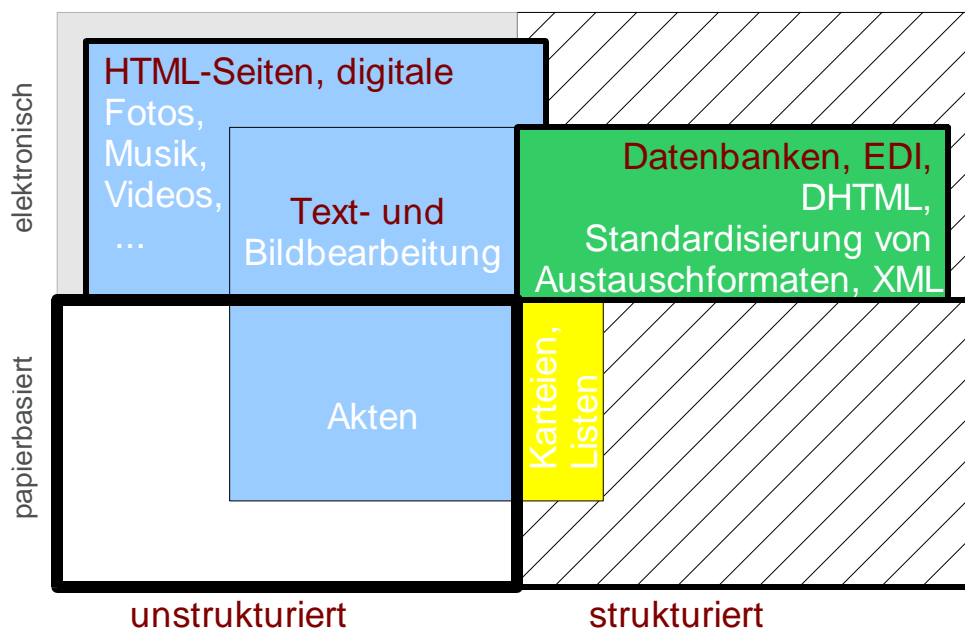 elektronisch
HTML-Seiten, digitale
Fotos,
Musik,
Videos,
...
Text- und
Bildbearbeitung
Datenbanken, EDI,
DHTML,
Standardisierung von
Austauschformaten, XML
papierbasiert
Akten
Karteien,
Listen
unstrukturiert
strukturiert